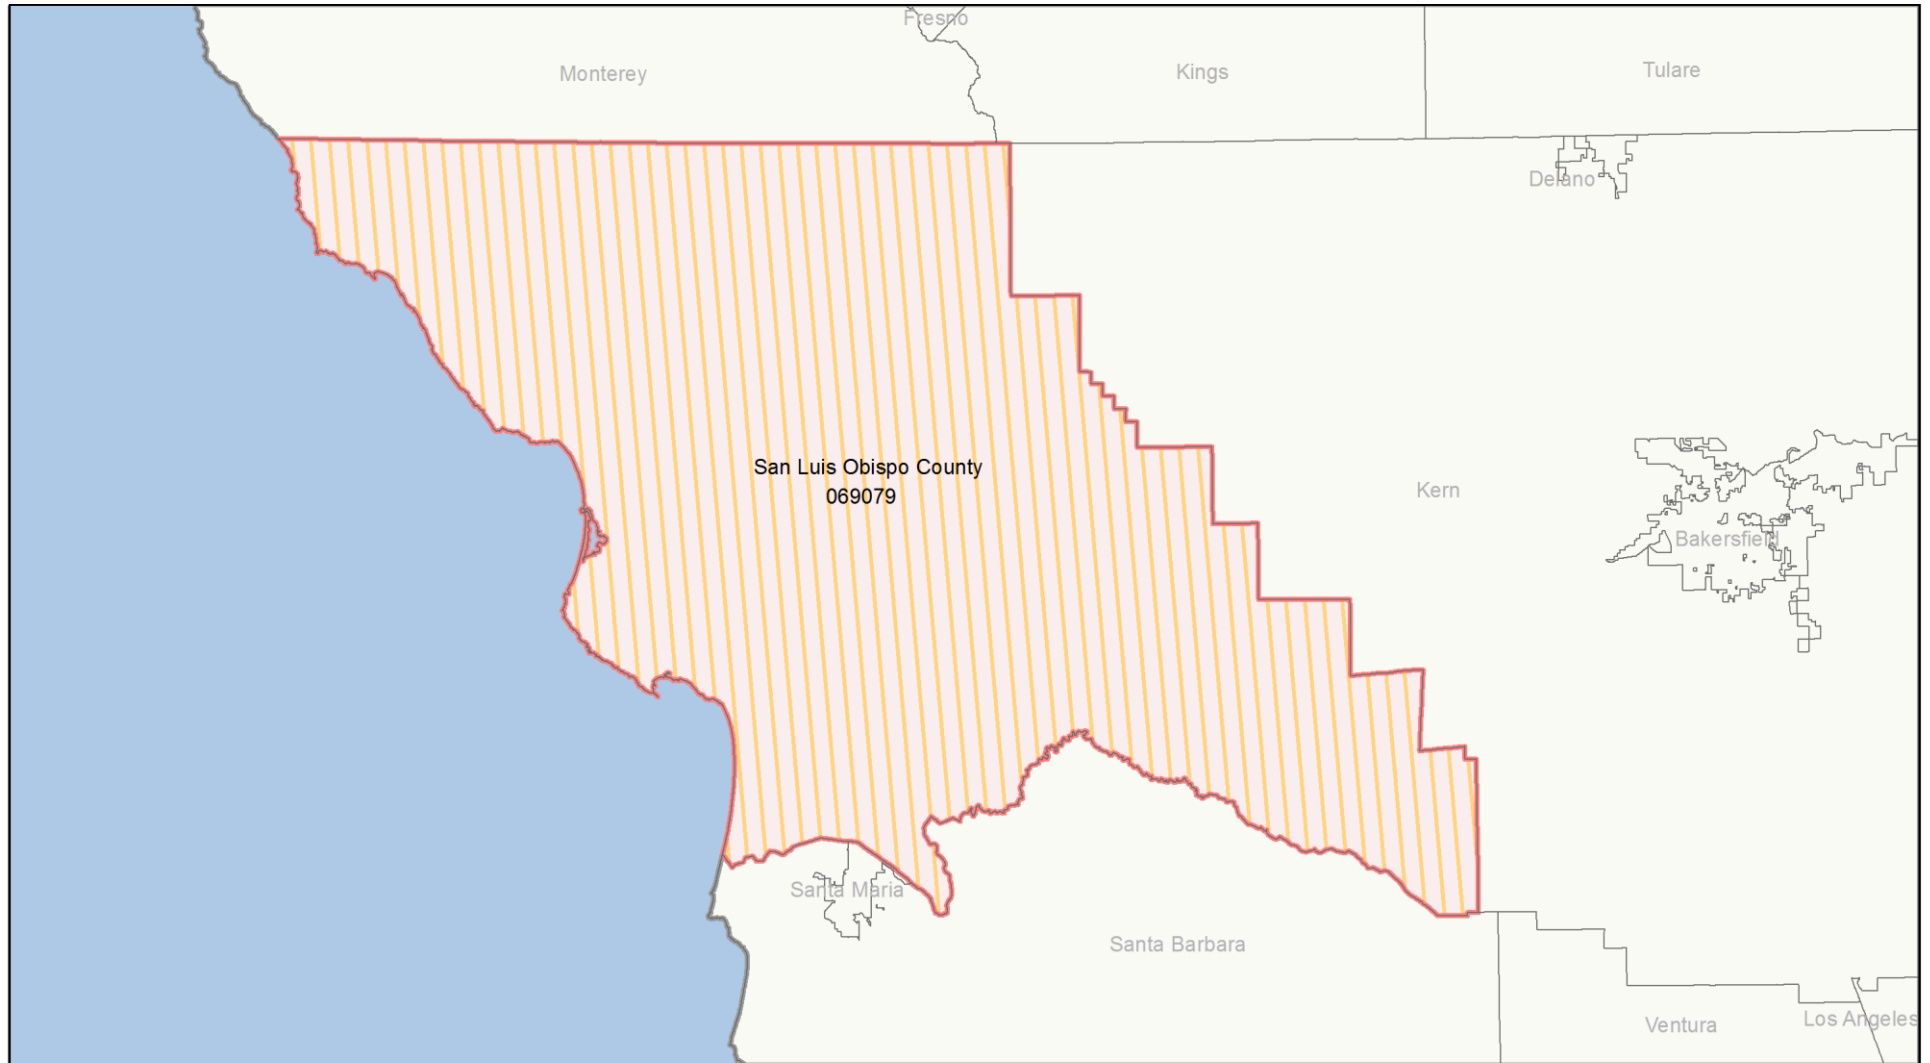 Fresno
Monterey
Kings
Tulare
Delano
San Luis Obispo County
069079
Kern
Bakersfield
Santa Maria
Santa Barbara
Ventura
Los Angeles